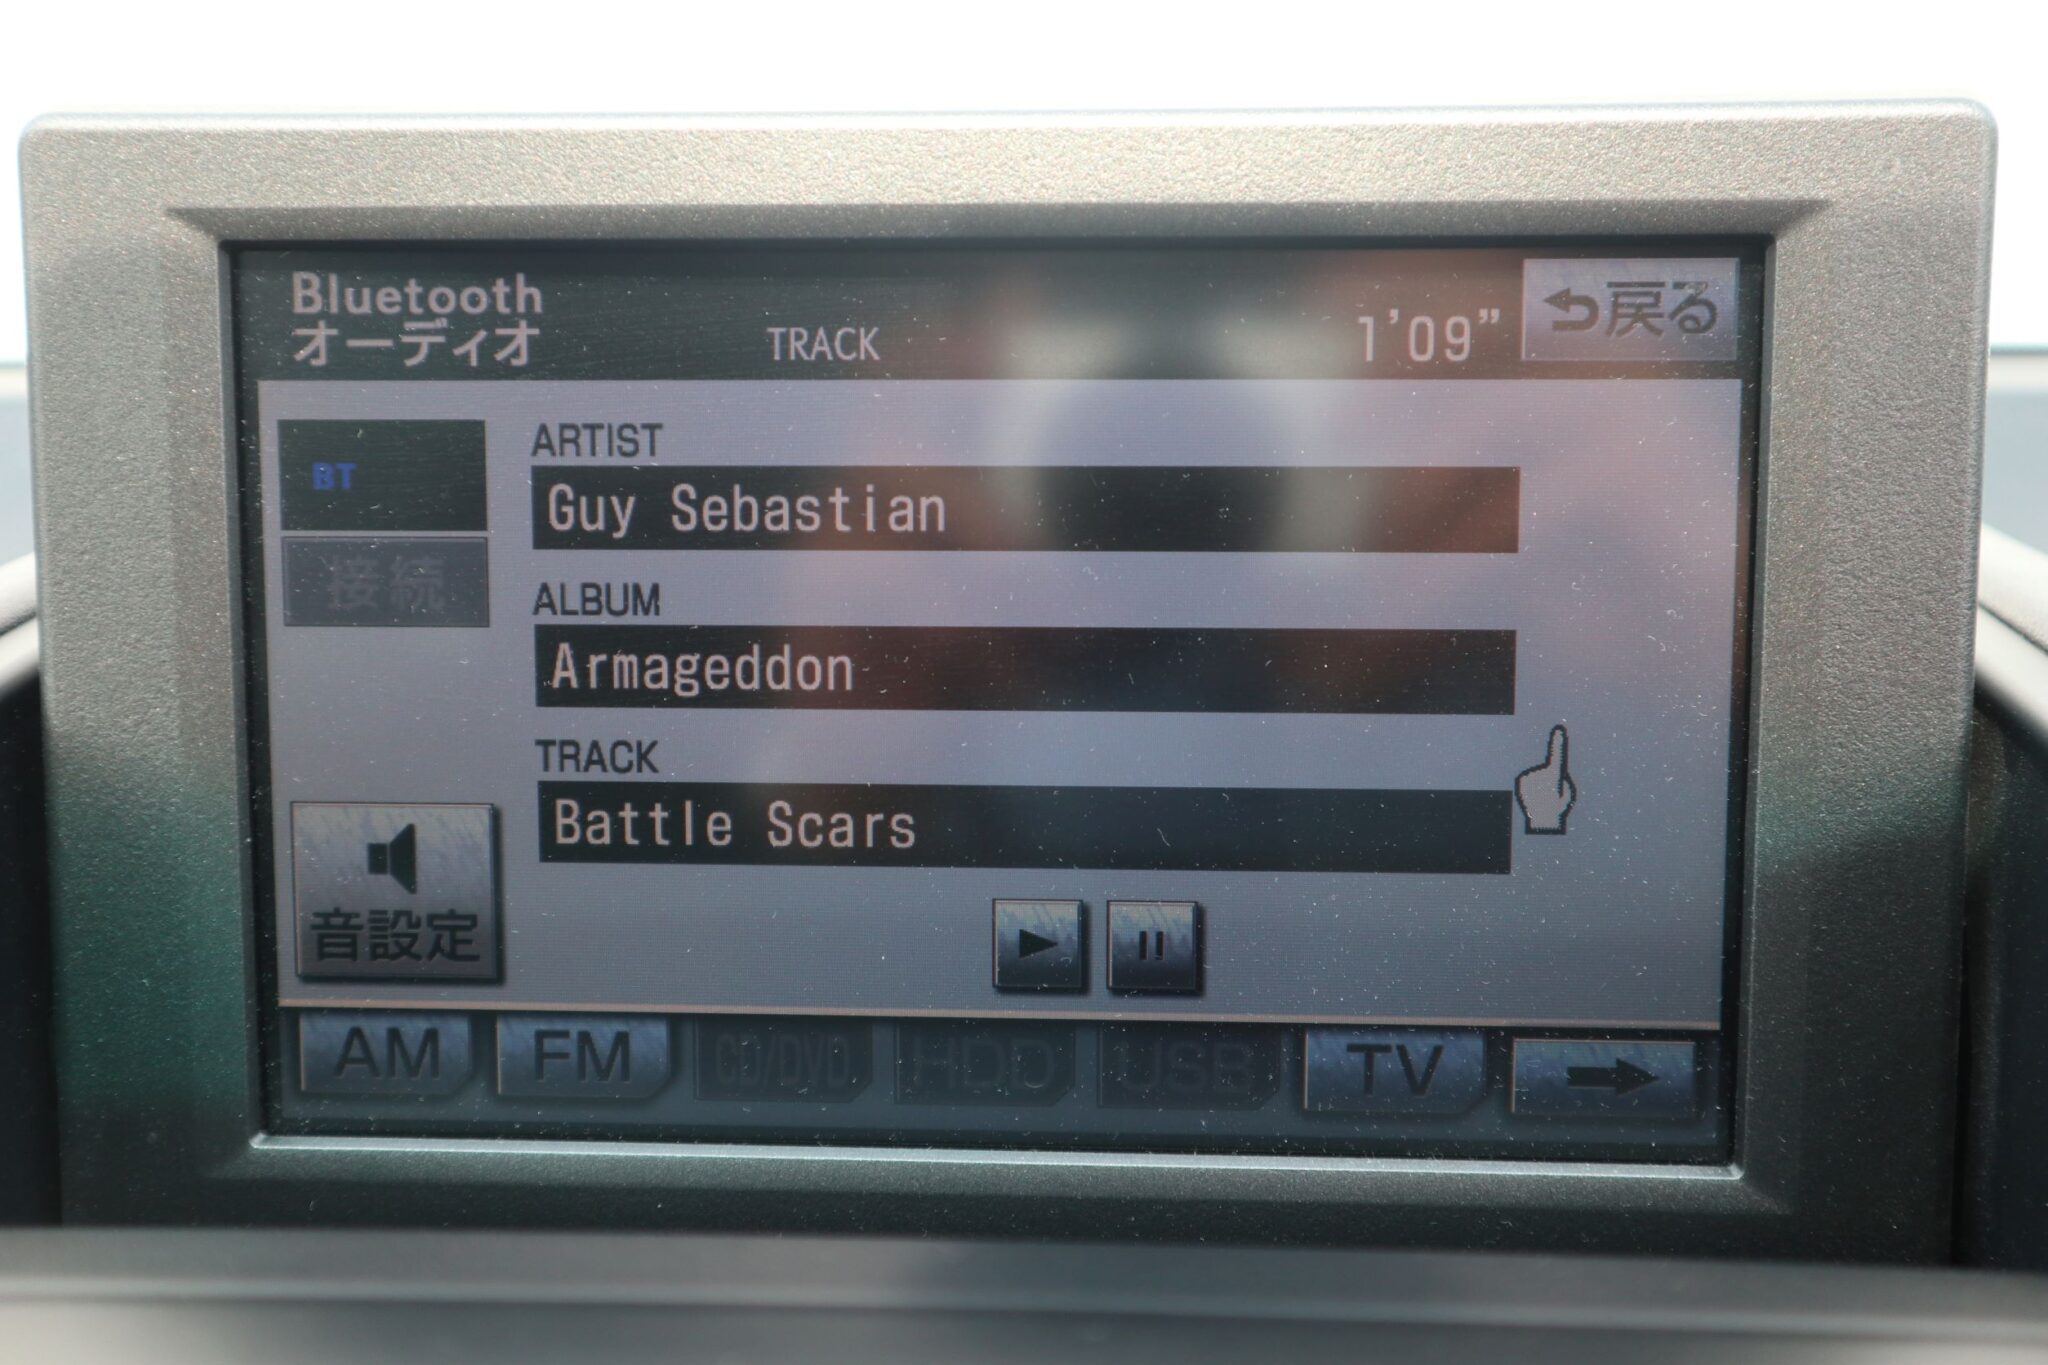 Bluetooth
オーディオ
TRACK
1'09"
戻る
BT
接続
ARTIST
Guy Sebastian
ALBUM
Armageddon
TRACK
Battle Scars
音設定
AM
FM
CD/DVD
HDD
USB
TV